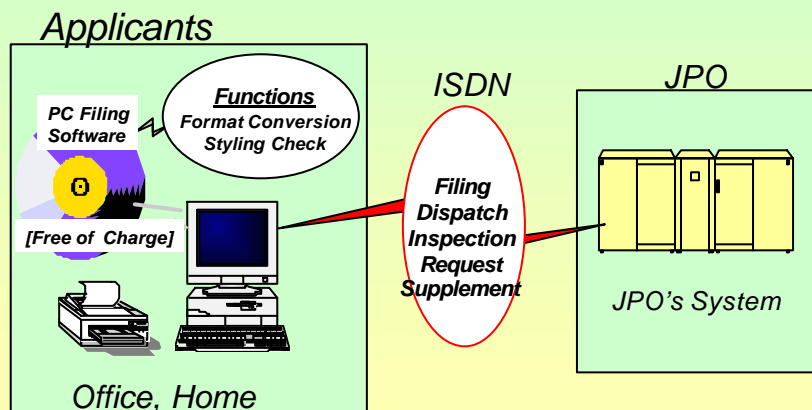 Applicants
Functions
Format Conversion
Styling Check
PC Filing
Software
[Free of Charge]
Office, Home
ISDN
Filing
Dispatch
Inspection
Request
Supplement
JPO
JPO's System